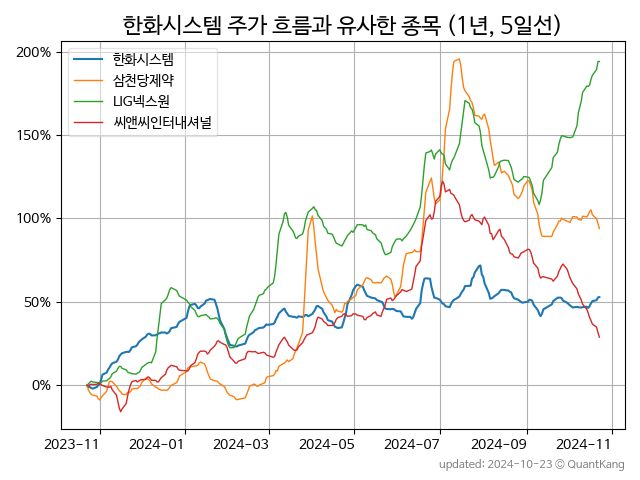 한화시스템 주가 흐름과 유사한 종목 (1년, 5일선)
200%
150%
100%
50%
0%
한화시스템
삼천당제약
LIG넥스원
씨앤씨인터내셔널
2023-11 2024-01 2024-03 2024-05 2024-07 2024-09 2024-11
updated: 2024-10-23 © QuantKang